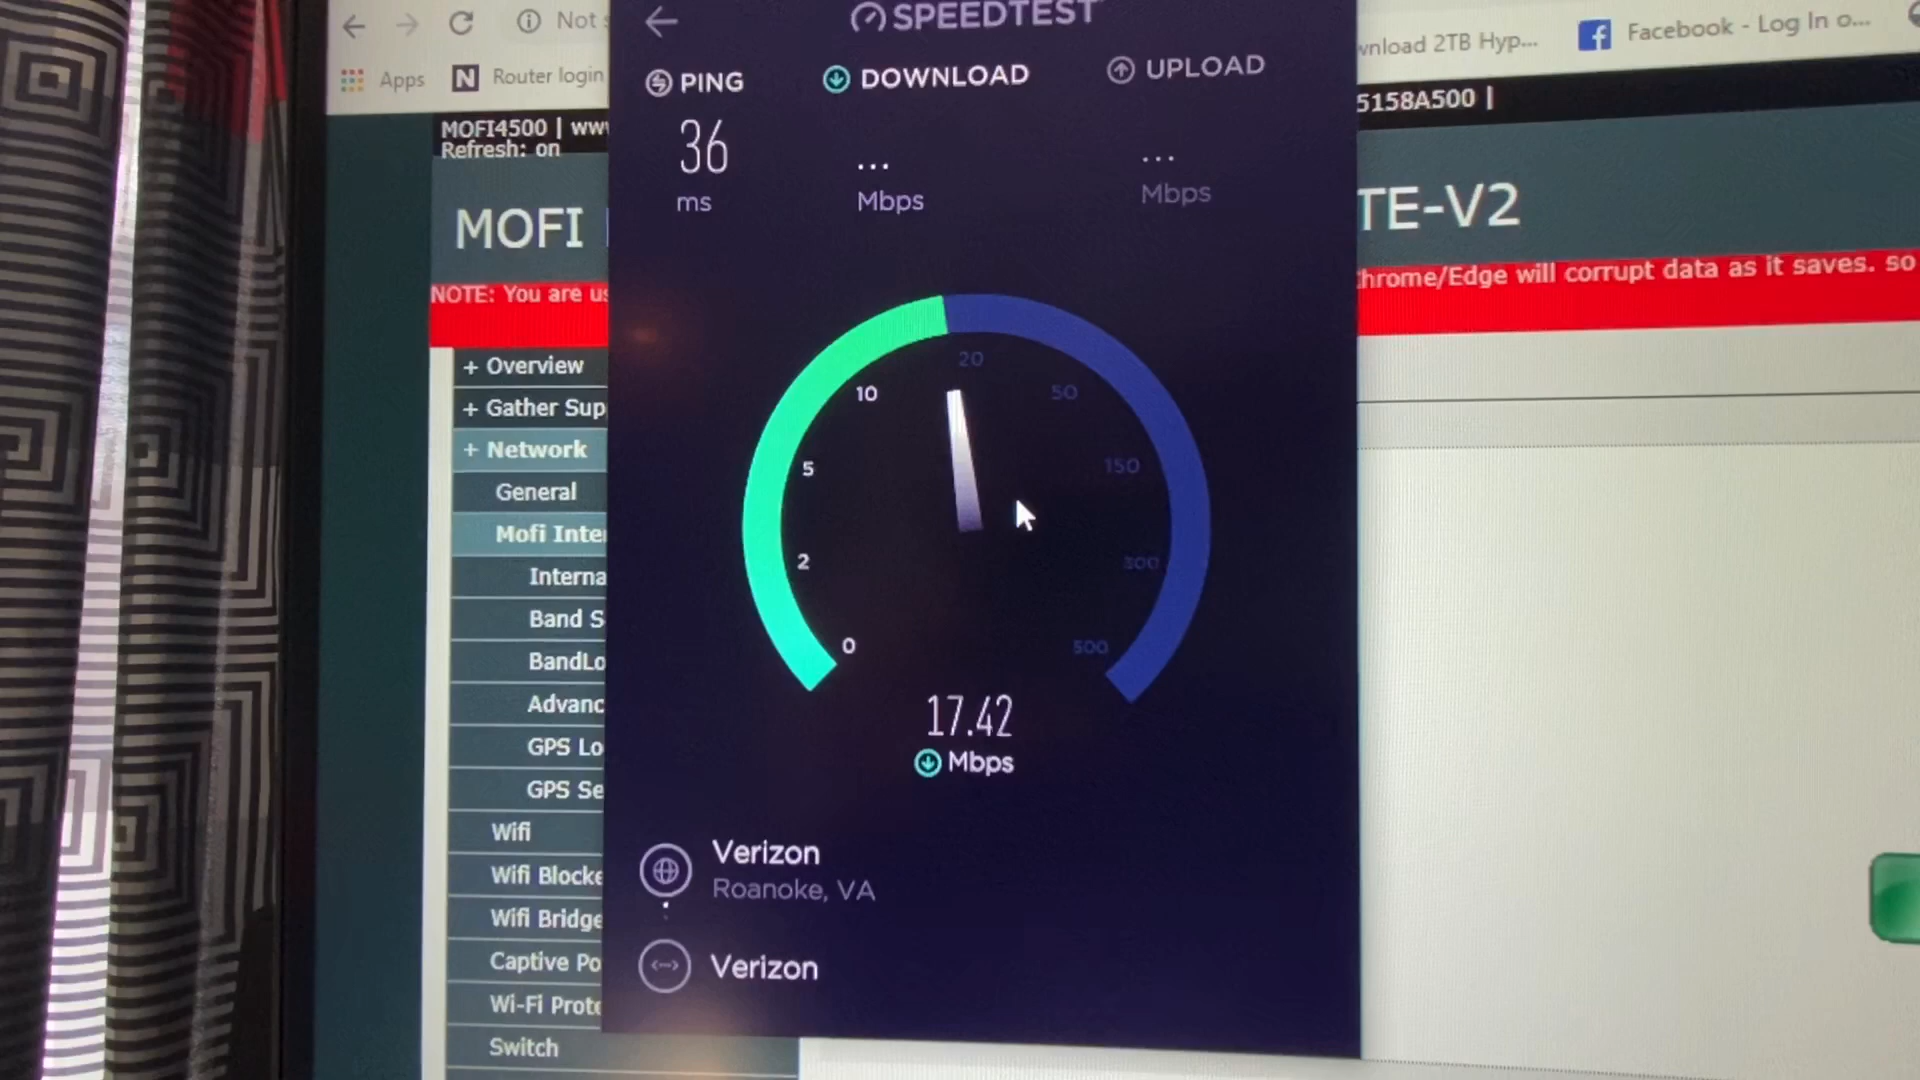 Not
SPEEDTEST
wnload 2TB Hyp...
Facebook - Log In o...
Apps
N
Router login
PING
DOWNLOAD
UPLOAD
MOFI4500 | www
5158A500 |
Refresh: on
36
ms
...
Mbps
...
Mbps
MOFI
TE-V2
NOTE: You are us
hrome/Edge will corrupt data as it saves. so
+ Overview
+ Gather Sup
+ Network
General
Mofi Inte
Interna
Band S
BandLo
Advanc
GPS Lo
GPS Se
Wifi
Wifi Blocke
Wifi Bridge
Captive Po
Wi-Fi Prote
Switch
0
2
5
10
20
50
150
300
500
17.42
Mbps
Verizon
Roanoke, VA
Verizon